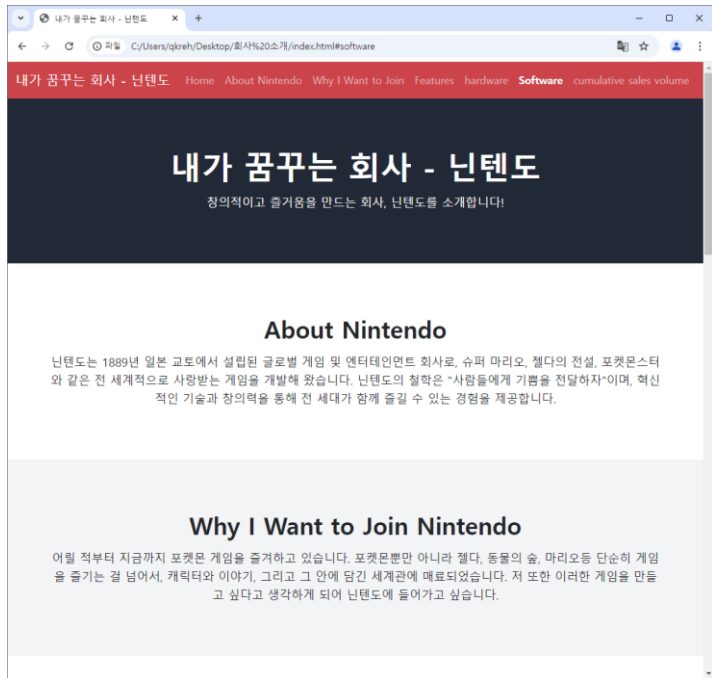 내가 꿈꾸는 회사 - 닌텐도
파일 C:/Users/qkreh/Desktop/회사%20소개/index.html#software
내가 꿈꾸는 회사 - 닌텐도 Home About Nintendo Why I Want to Join Features hardware Software cumulative sales volume
내가 꿈꾸는 회사 - 닌텐도
창의적이고 즐거움을 만드는 회사, 닌텐도를 소개합니다!
About Nintendo
닌텐도는 1889년 일본 교토에서 설립된 글로벌 게임 및 엔터테인먼트 회사로, 슈퍼 마리오, 젤다의 전설, 포켓몬스터
와 같은 전 세계적으로 사랑받는 게임을 개발해 왔습니다. 닌텐도의 철학은 "사람들에게 기쁨을 전달하자"이며, 혁신
적인 기술과 창의력을 통해 전 세대가 함께 즐길 수 있는 경험을 제공합니다.
Why I Want to Join Nintendo
어릴 적부터 지금까지 포켓몬 게임을 즐겨하고 있습니다. 포켓몬뿐만 아니라 젤다, 동물의 숲, 마리오등 단순히 게임
을 즐기는 걸 넘어서, 캐릭터와 이야기, 그리고 그 안에 담긴 세계관에 매료되었습니다. 저 또한 이러한 게임을 만들
고 싶다고 생각하게 되어 닌텐도에 들어가고 싶습니다.